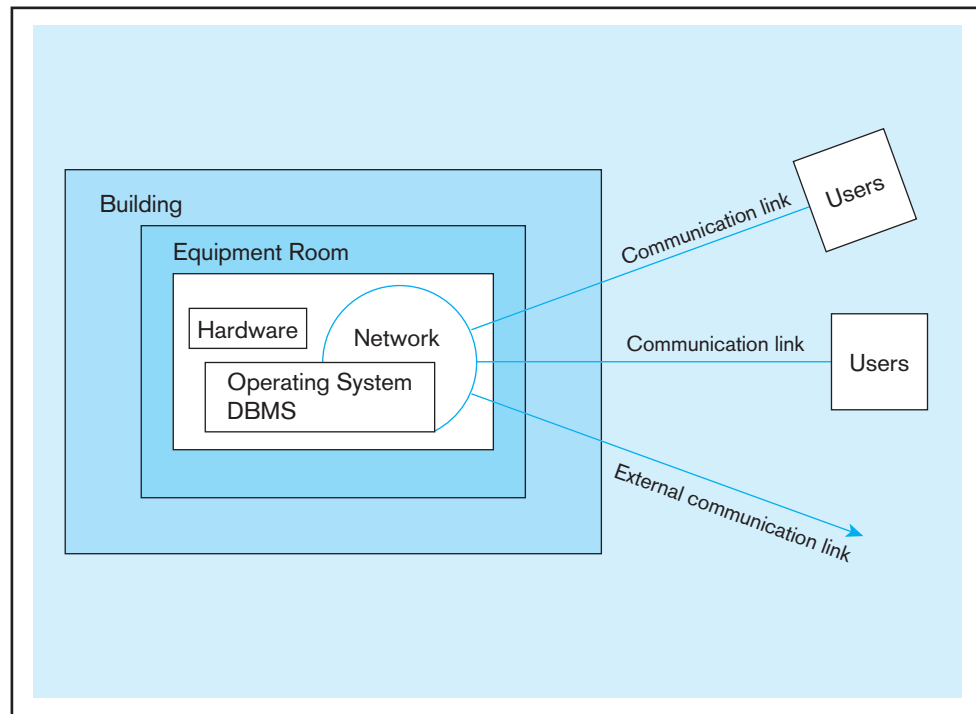 Building
Equipment Room
Hardware
Network
Operating System
DBMS
Communication link
Users
Communication link
Users
External communication link